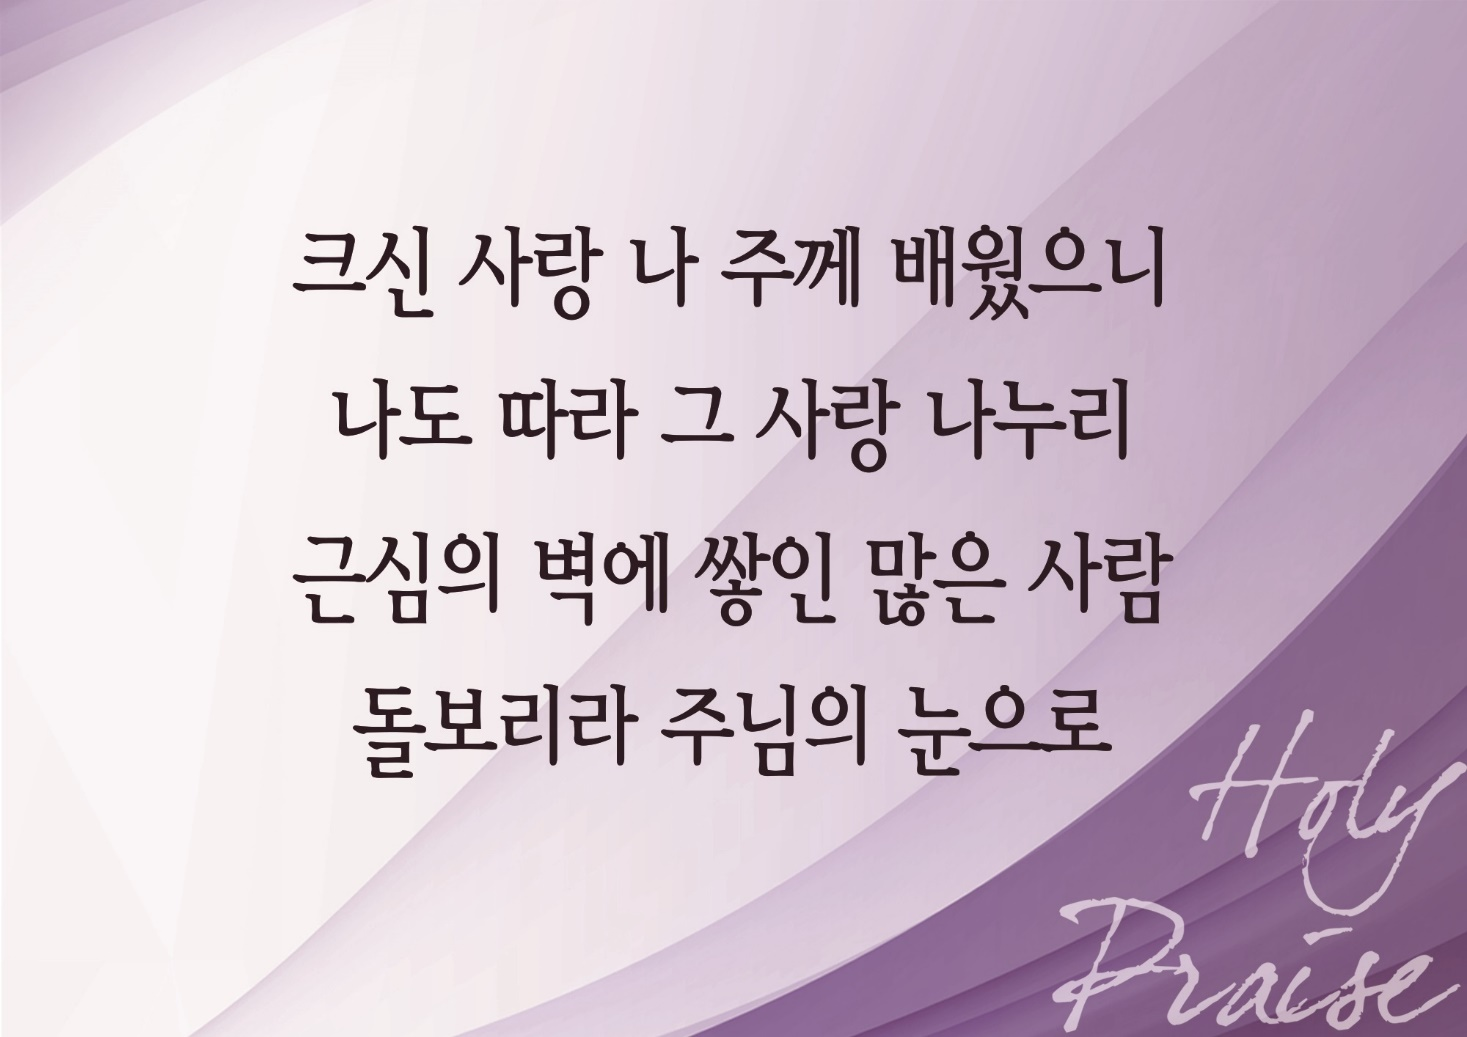 크신 사랑 나 주께 배웠으니
나도 따라 그 사랑 나누리
근심의 벽에 쌓인 많은 사람
돌보리라 주님의 눈으로
Holy
Praise